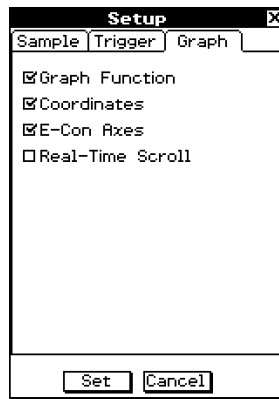 Setup X
Sample Trigger Graph
Graph Function
Coordinates
E-Con Axes
Real-Time Scroll
Set Cancel